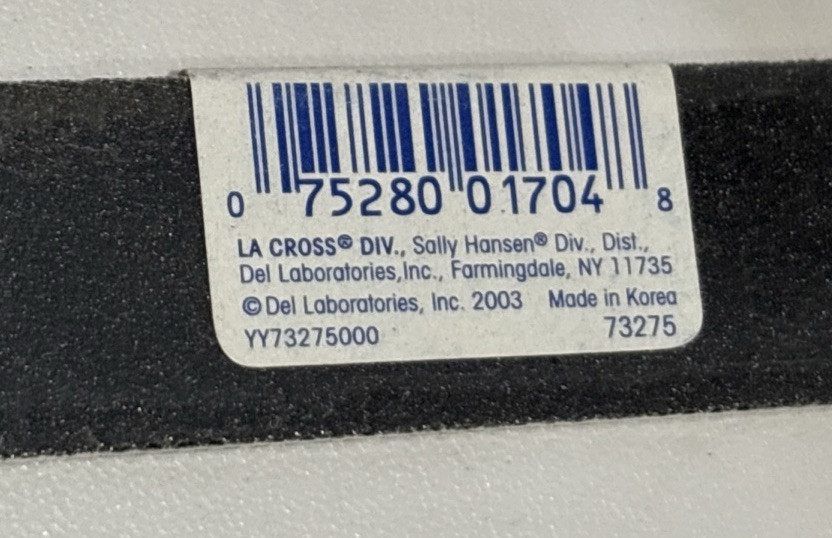 0 75280 01704 8
LA CROSS® DIV., Sally Hansen® Div., Dist.,
Del Laboratories,Inc., Farmingdale, NY 11735
© Del Laboratories, Inc. 2003 Made in Korea
YY73275000 73275